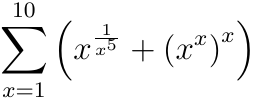 \sum_{x=1}^{10} \left( x^{\frac{1}{x^5}} + (x^x)^x \right)